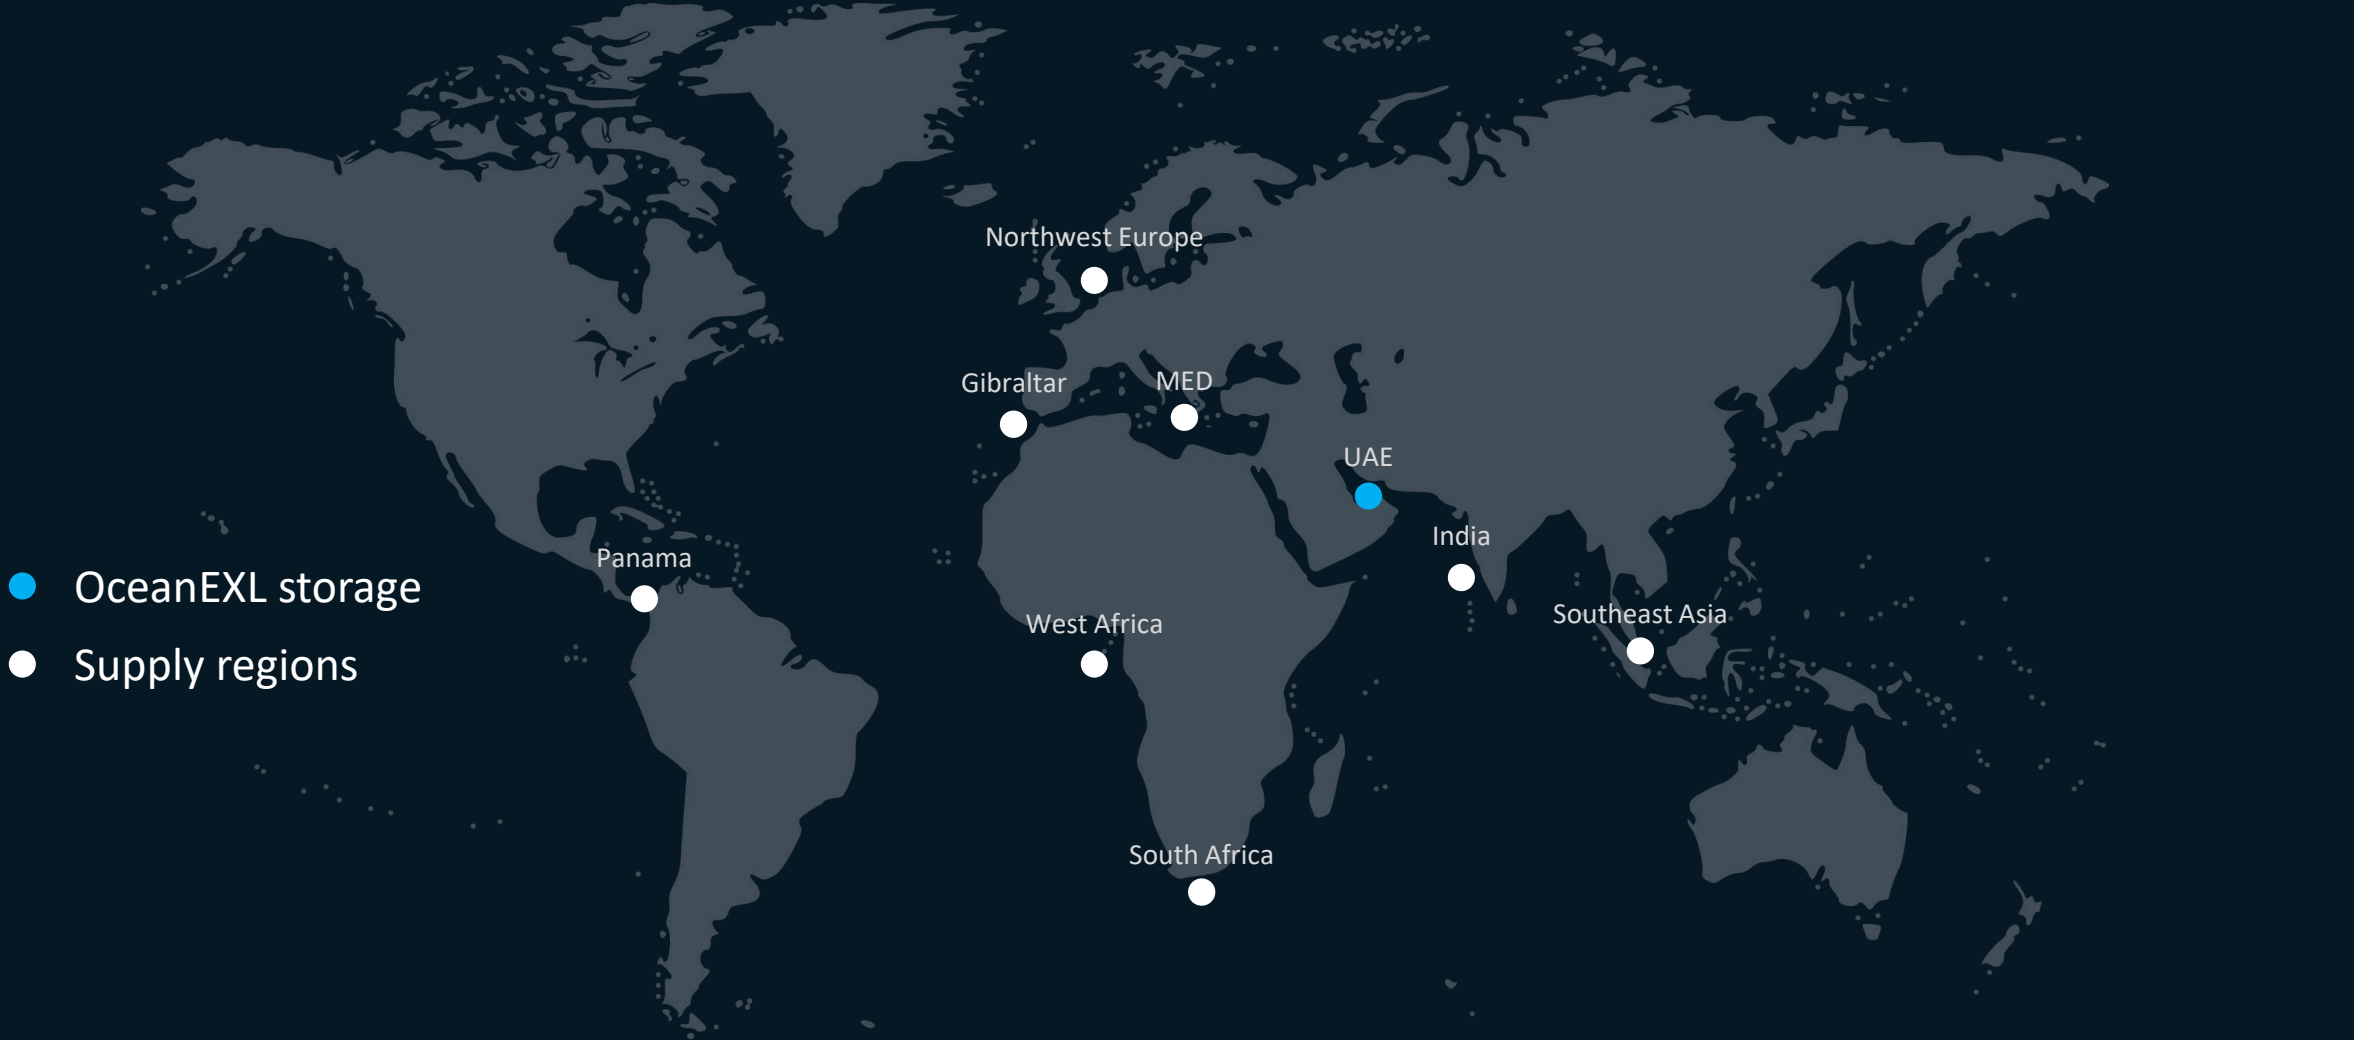 Northwest Europe
Gibraltar
MED
UAE
India
Panama
OceanEXL storage
Southeast Asia
West Africa
Supply regions
South Africa